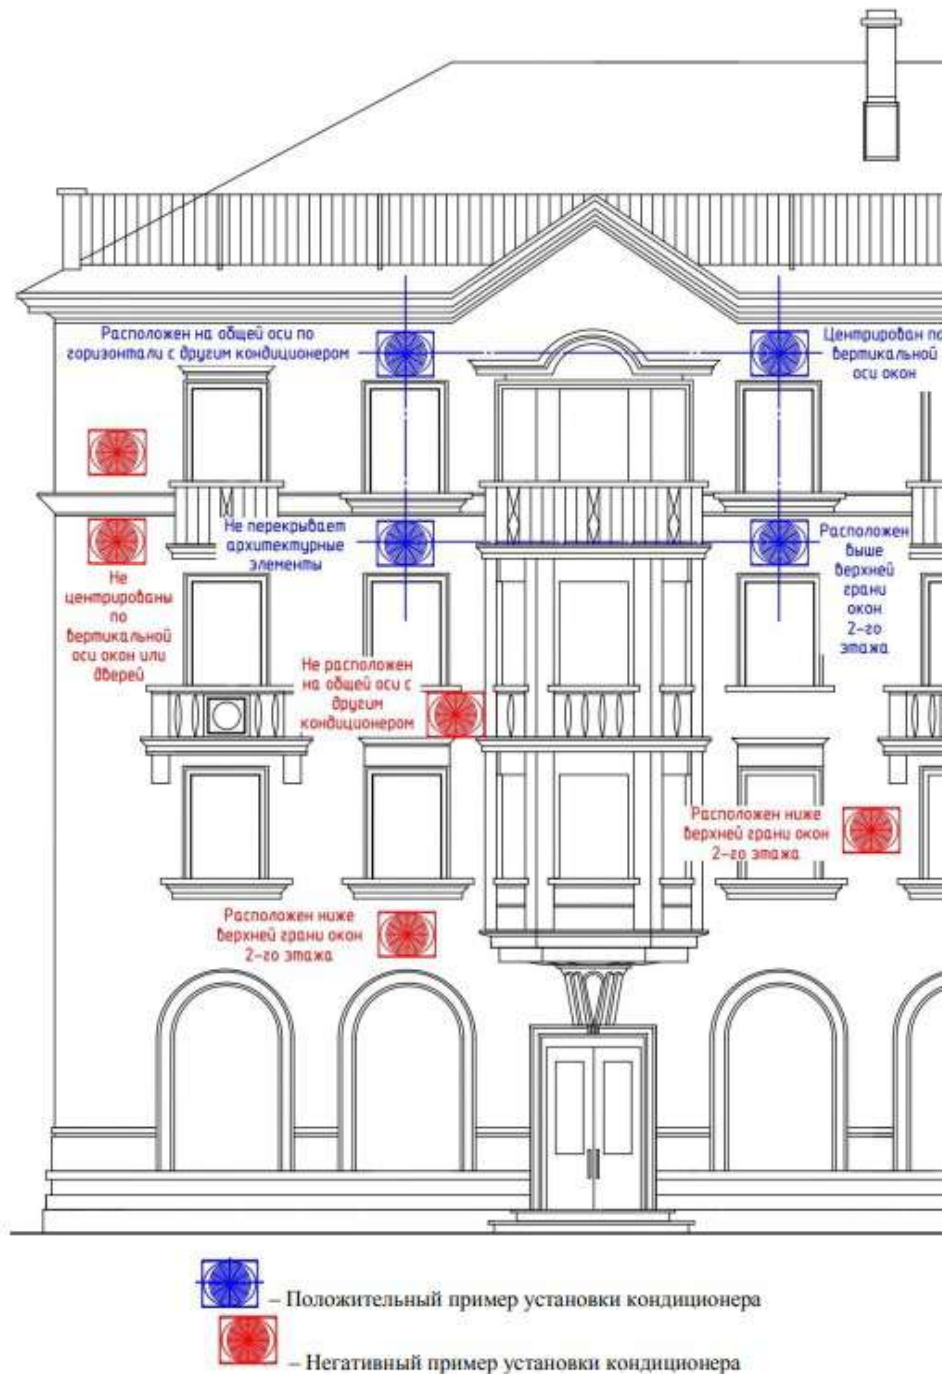 Расположен на общей оси по
горизонтали с другим кондиционером
Центрирован по
вертикальной
оси окон
Не перекрывает
архитектурные
элементы
Расположен
выше
верхней
грани
окон
2-го
этажа
Не
центрированы
по
вертикальной
оси окон или
дверей
Не расположен
на общей оси с
другим
кондиционером
Расположен ниже
верхней грани окон
2-го этажа
Расположен ниже
верхней грани окон
2-го этажа
– Положительный пример установки кондиционера
– Негативный пример установки кондиционера